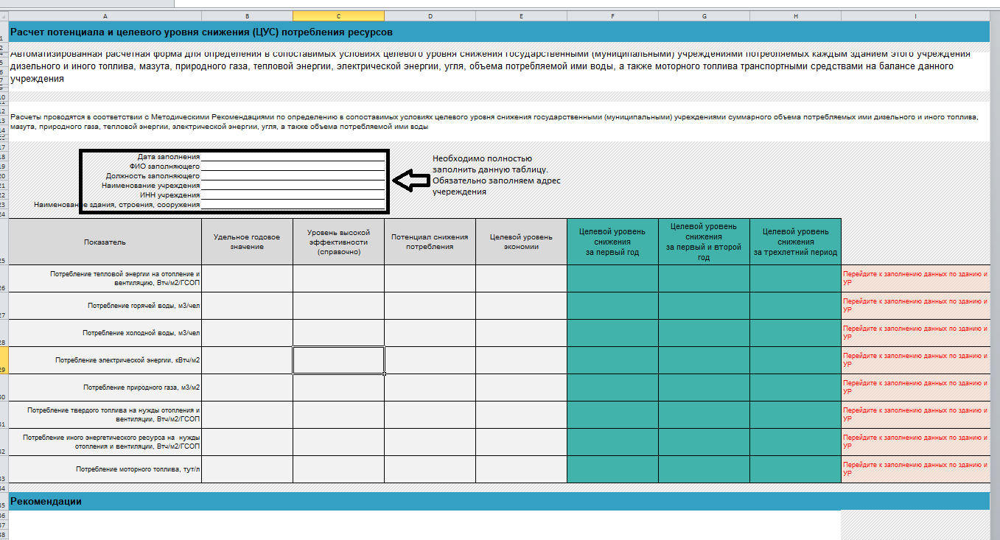 A B C D E F G H I
1 Расчет потенциала и целевого уровня снижения (ЦУС) потребления ресурсов
Автоматизированная расчетная форма для определения в сопоставимых условиях целевого уровня снижения государственными (муниципальными) учреждениями потребляемых каждым зданием этого учреждения
дизельного и иного топлива, мазута, природного газа, тепловой энергии, электрической энергии, угля, объема потребляемой ими воды, а также моторного топлива транспортными средствами на балансе данного
учреждения
Расчеты проводятся в соответствии с Методическими Рекомендациями по определению в сопоставимых условиях целевого уровня снижения государственными (муниципальными) учреждениями суммарного объема потребляемых ими дизельного и иного топлива,
мазута, природного газа, тепловой энергии, электрической энергии, угля, а также объема потребляемой ими воды
Дата заполнения
ФИО заполняющего
Должность заполняющего
Наименование учреждения
ИНН учреждения
Наименование здания, строения, сооружения
Необходимо полностью
заполнить данную таблицу.
Обязательно заполняем адрес
учереждения
Показатель
Удельное годовое
значение
Уровень высокой
эффективности
(справочно)
Потенциал снижения
потребления
Целевой уровень
экономии
Целевой уровень
снижения
за первый год
Целевой уровень
снижения
за первый и второй
год
Целевой уровень
снижения
за трехлетний период
Потребление тепловой энергии на отопление и
вентиляцию, Втч/м2/ГСОП
Перейдите к заполнению данных по зданию и
УР
Потребление горячей воды, м3/чел
Перейдите к заполнению данных по зданию и
УР
Потребление холодной воды, м3/чел
Перейдите к заполнению данных по зданию и
УР
Потребление электрической энергии, кВтч/м2
Перейдите к заполнению данных по зданию и
УР
Потребление природного газа, м3/м2
Перейдите к заполнению данных по зданию и
УР
Потребление твердого топлива на нужды отопления и
вентиляции, Втч/м2/ГСОП
Перейдите к заполнению данных по зданию и
УР
Потребление иного энергетического ресурса на нужды
отопления и вентиляции, Втч/м2/ГСОП
Перейдите к заполнению данных по зданию и
УР
Потребление моторного топлива, тут/л
Перейдите к заполнению данных по зданию и
УР
Рекомендации